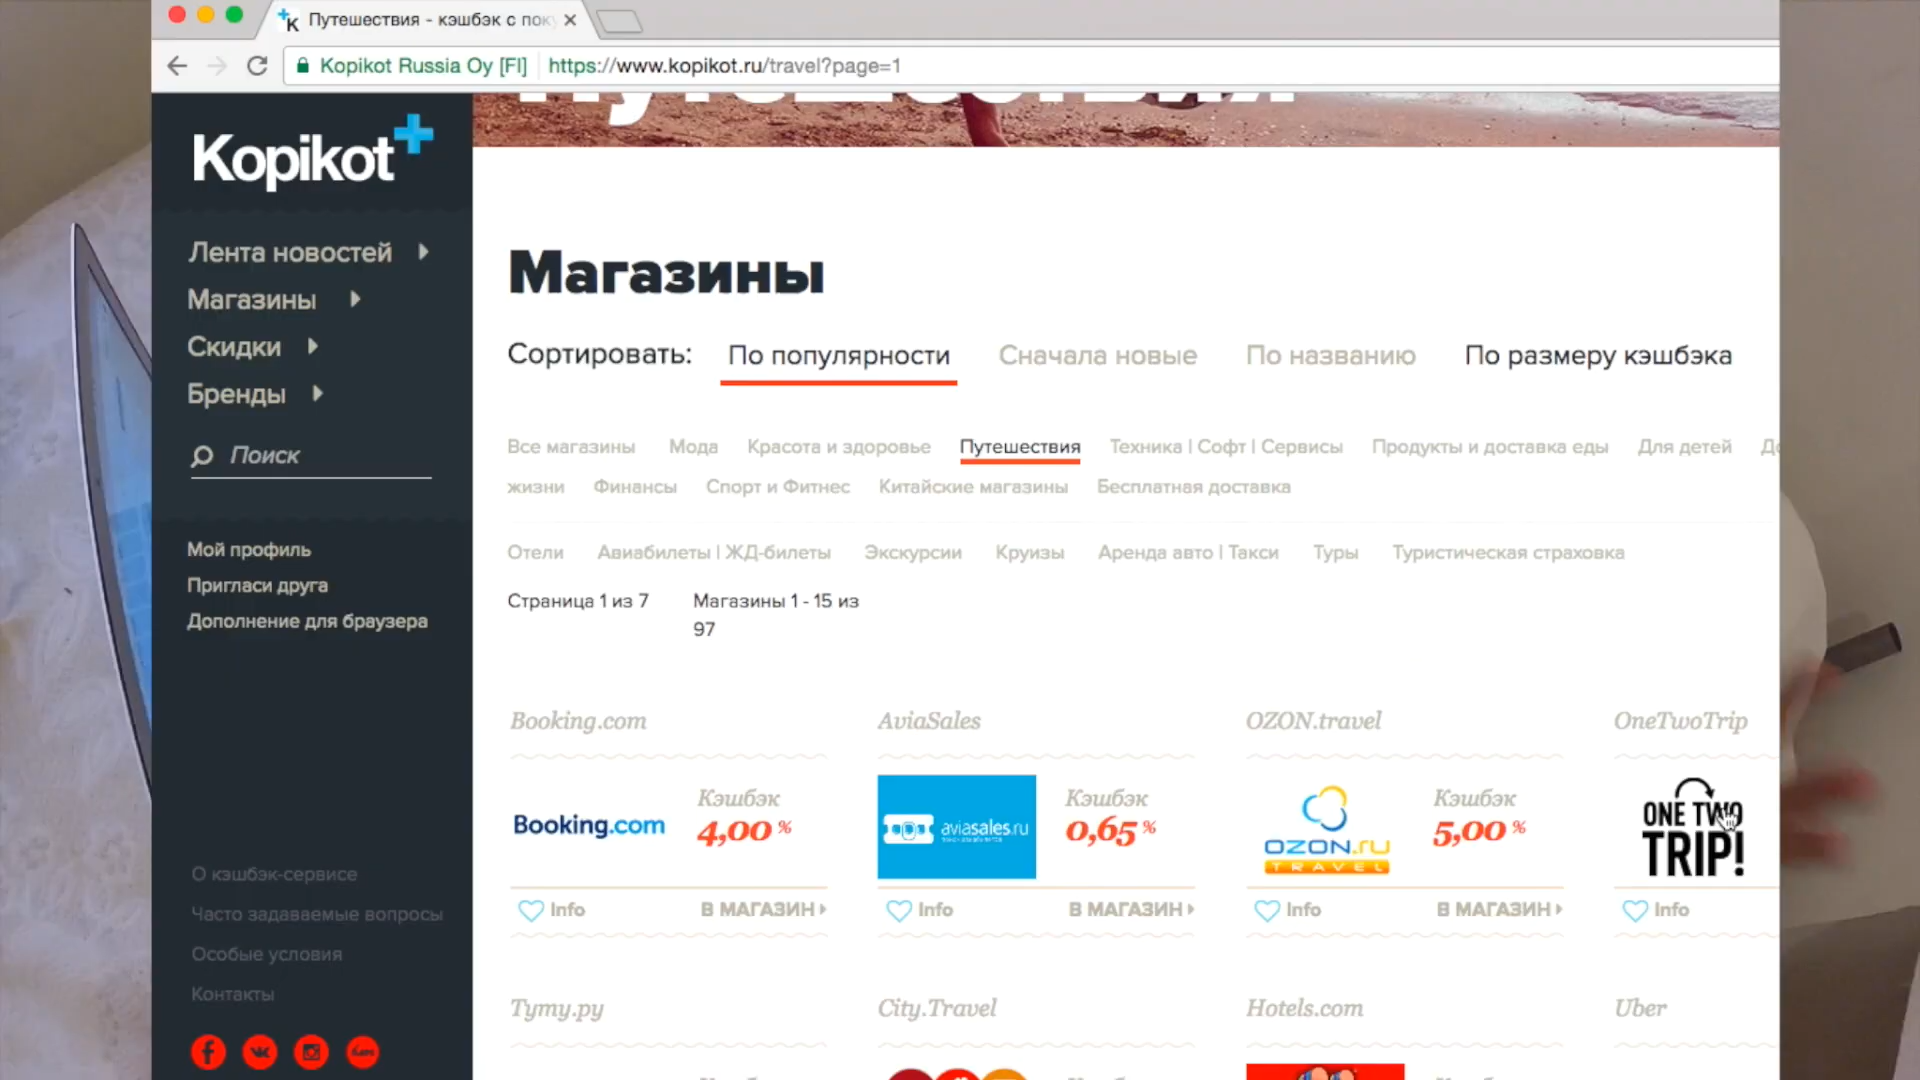 Путешествия - кэшбэк с пок
Kopikot Russia Oy [FI] https://www.kopikot.ru/travel?page=1
Путешествия
Kopikot
Лента новостей
Магазины
Скидки
Бренды
Поиск
Мой профиль
Пригласи друга
Дополнение для браузера
О кэшбэк-сервисе
Часто задаваемые вопросы
Особые условия
Контакты
Магазины
Сортировать: По популярности Сначала новые По названию По размеру кэшбэка
Все магазины Мода Красота и здоровье Путешествия Техника | Софт | Сервисы Продукты и доставка еды Для детей
жизни Финансы Спорт и Фитнес Китайские магазины Бесплатная доставка
Отели Авиабилеты | ЖД-билеты Экскурсии Круизы Аренда авто | Такси Туры Туристическая страховка
Страница 1 из 7 Магазины 1 - 15 из
97
Booking.com AviaSales OZON.travel OneTwoTrip
Booking.com Кэшбэк 4,00 %
aviasales.ru Кэшбэк 0,65 %
OZON.ru TRAVEL Кэшбэк 5,00 %
ONE TWO TRIP!
Info В МАГАЗИН Info В МАГАЗИН Info В МАГАЗИН Info
Туту.ру City.Travel Hotels.com Uber